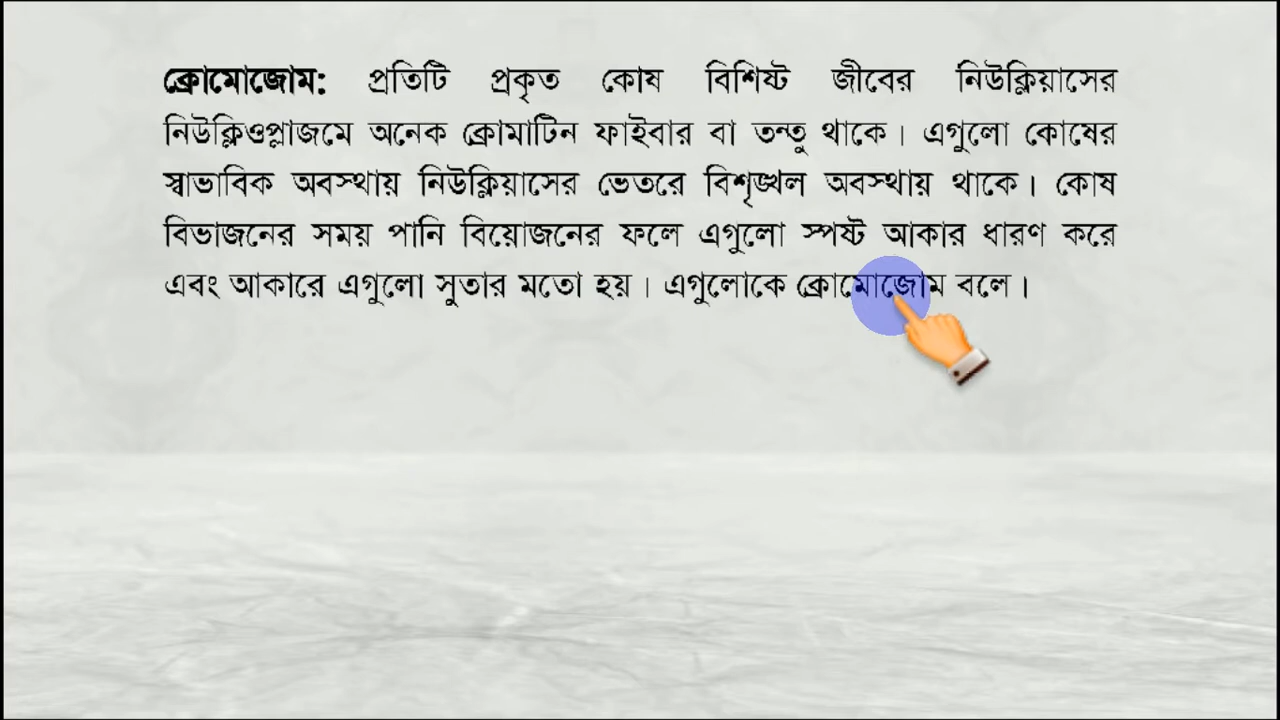 ক্রোমোজোম: প্রতিটি প্রকৃত কোষ বিশিষ্ট জীবের নিউক্লিয়াসের
নিউক্লিওপ্লাজমে অনেক ক্রোমাটিন ফাইবার বা তন্তু থাকে। এগুলো কোষের
স্বাভাবিক অবস্থায় নিউক্লিয়াসের ভেতরে বিশৃঙ্খল অবস্থায় থাকে। কোষ
বিভাজনের সময় পানি বিয়োজনের ফলে এগুলো স্পষ্ট আকার ধারণ করে
এবং আকারে এগুলো সুতার মতো হয়। এগুলোকে ক্রোমোজোম বলে।